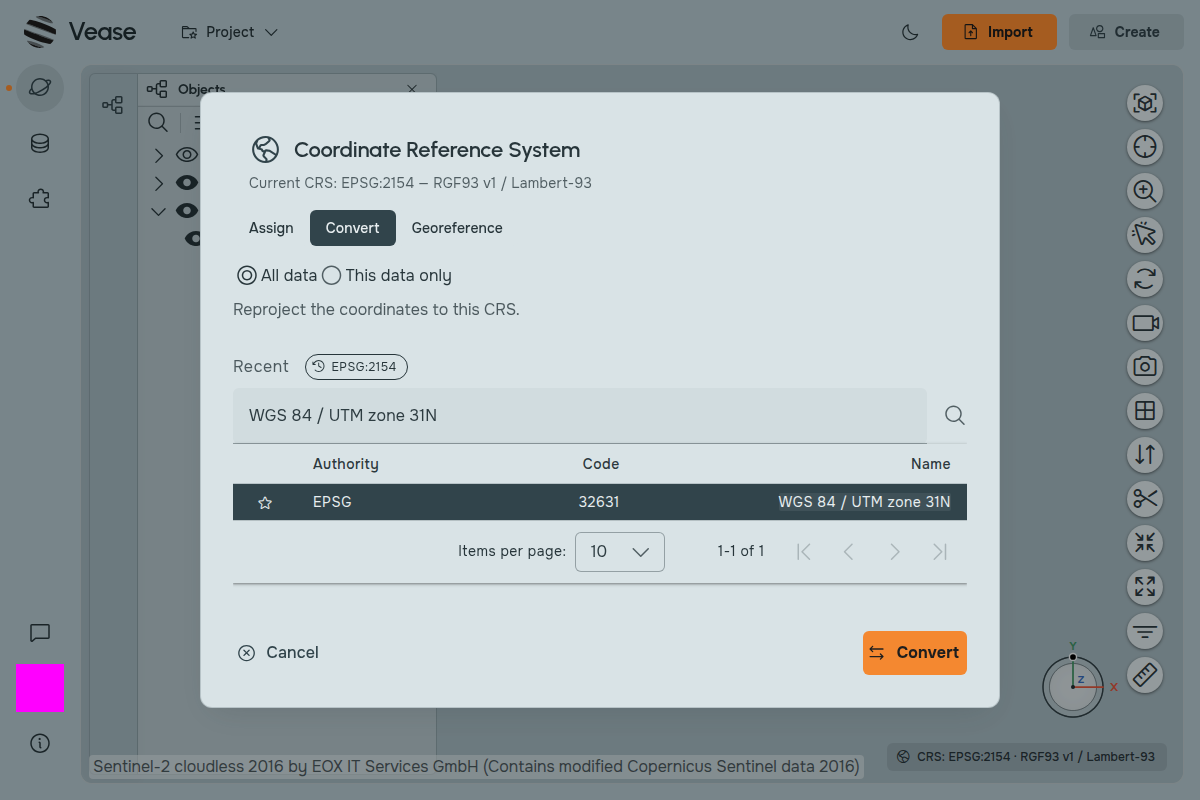 Vease
Project
Import
Create
Objects
Coordinate Reference System
Current CRS: EPSG:2154 — RGF93 v1 / Lambert-93
Assign
Convert
Georeference
All data
This data only
Reproject the coordinates to this CRS.
Recent
EPSG:2154
WGS 84 / UTM zone 31N
Authority
Code
Name
EPSG
32631
WGS 84 / UTM zone 31N
Items per page:
10
1-1 of 1
Cancel
Convert
Y
Z
X
CRS: EPSG:2154 · RGF93 v1 / Lambert-93
Sentinel-2 cloudless 2016 by EOX IT Services GmbH (Contains modified Copernicus Sentinel data 2016)